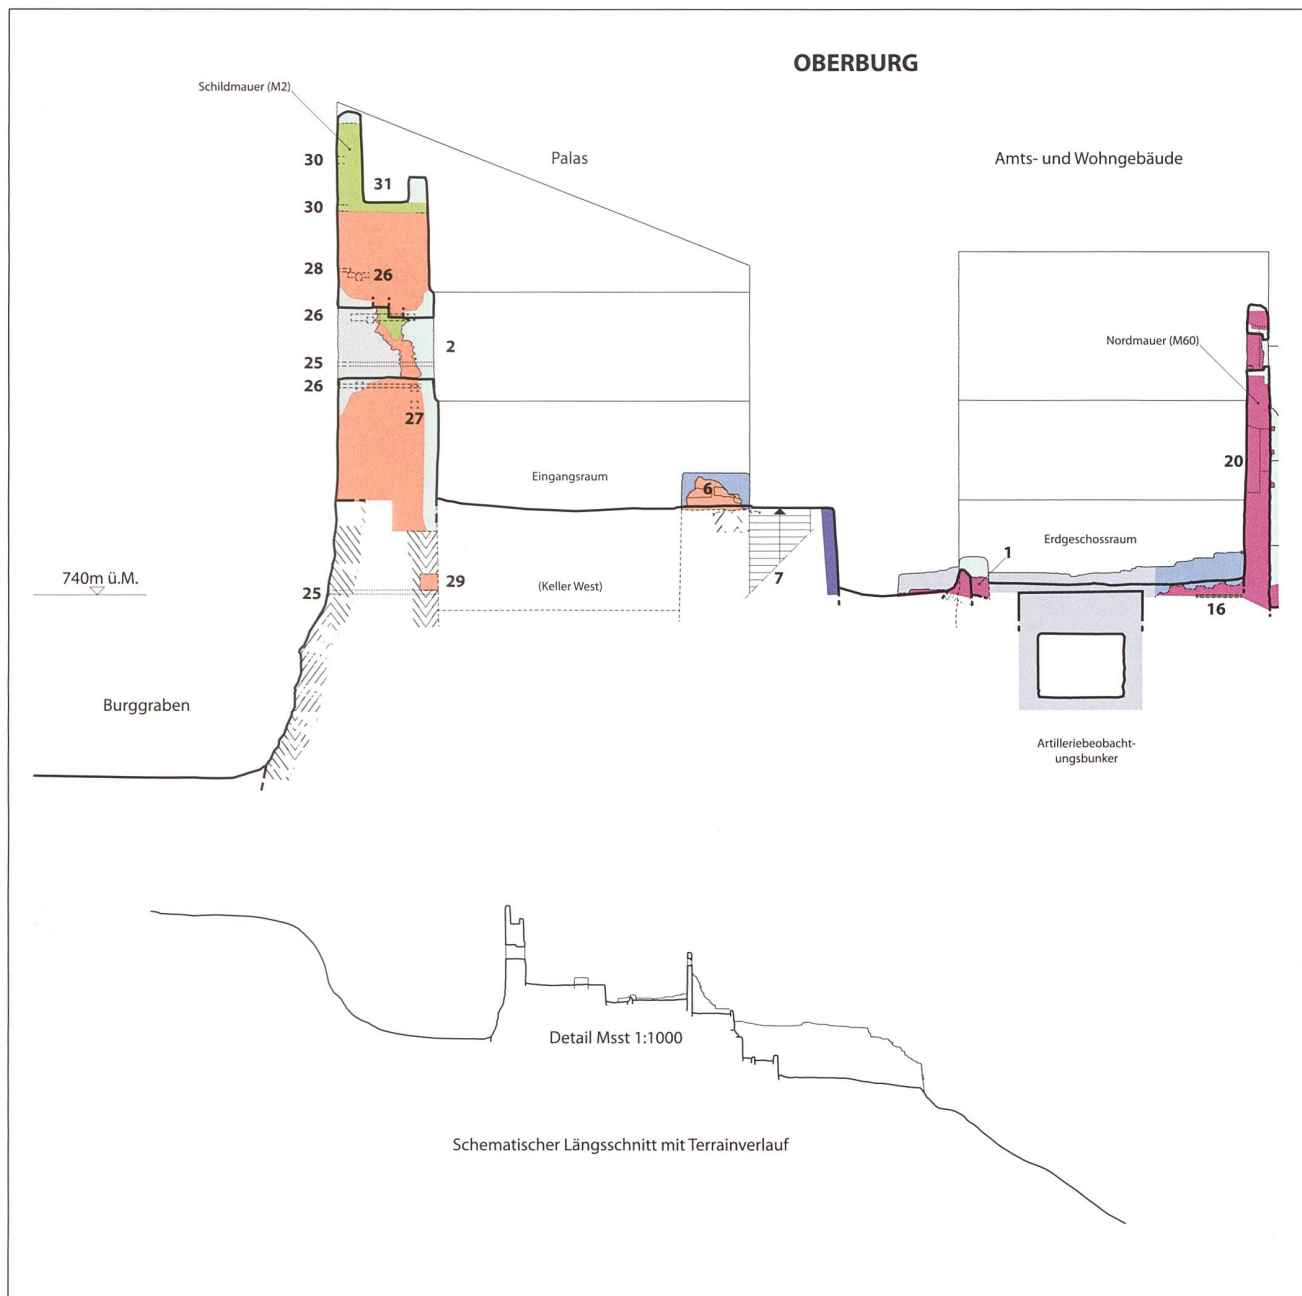 OBERBURG
Schildmauer (M2)
Palas
Amts- und Wohngebäude
30
31
30
28
26
26
2
25
26
27
Nordmauer (M60)
20
Eingangsraum
6
Erdgeschossraum
1
740m ü.M.
25
29
(Keller West)
7
16
Burggraben
Artilleriebeobacht-
ungsbunker
Detail Msst 1:1000
Schematischer Längsschnitt mit Terrainverlauf